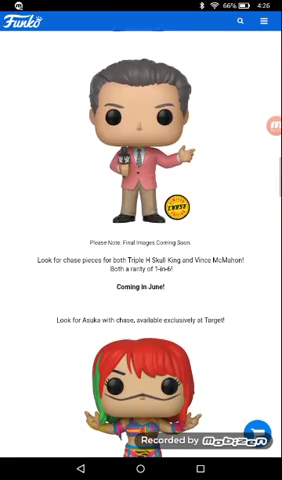 66% 4:26
Funko
CHASE
Please Note: Final Images Coming Soon.
Look for chase pieces for both Triple H Skull King and Vince McMahon!
Both a rarity of 1-in-6!
Coming in June!
Look for Asuka with chase, available exclusively at Target!
Recorded by mobizen